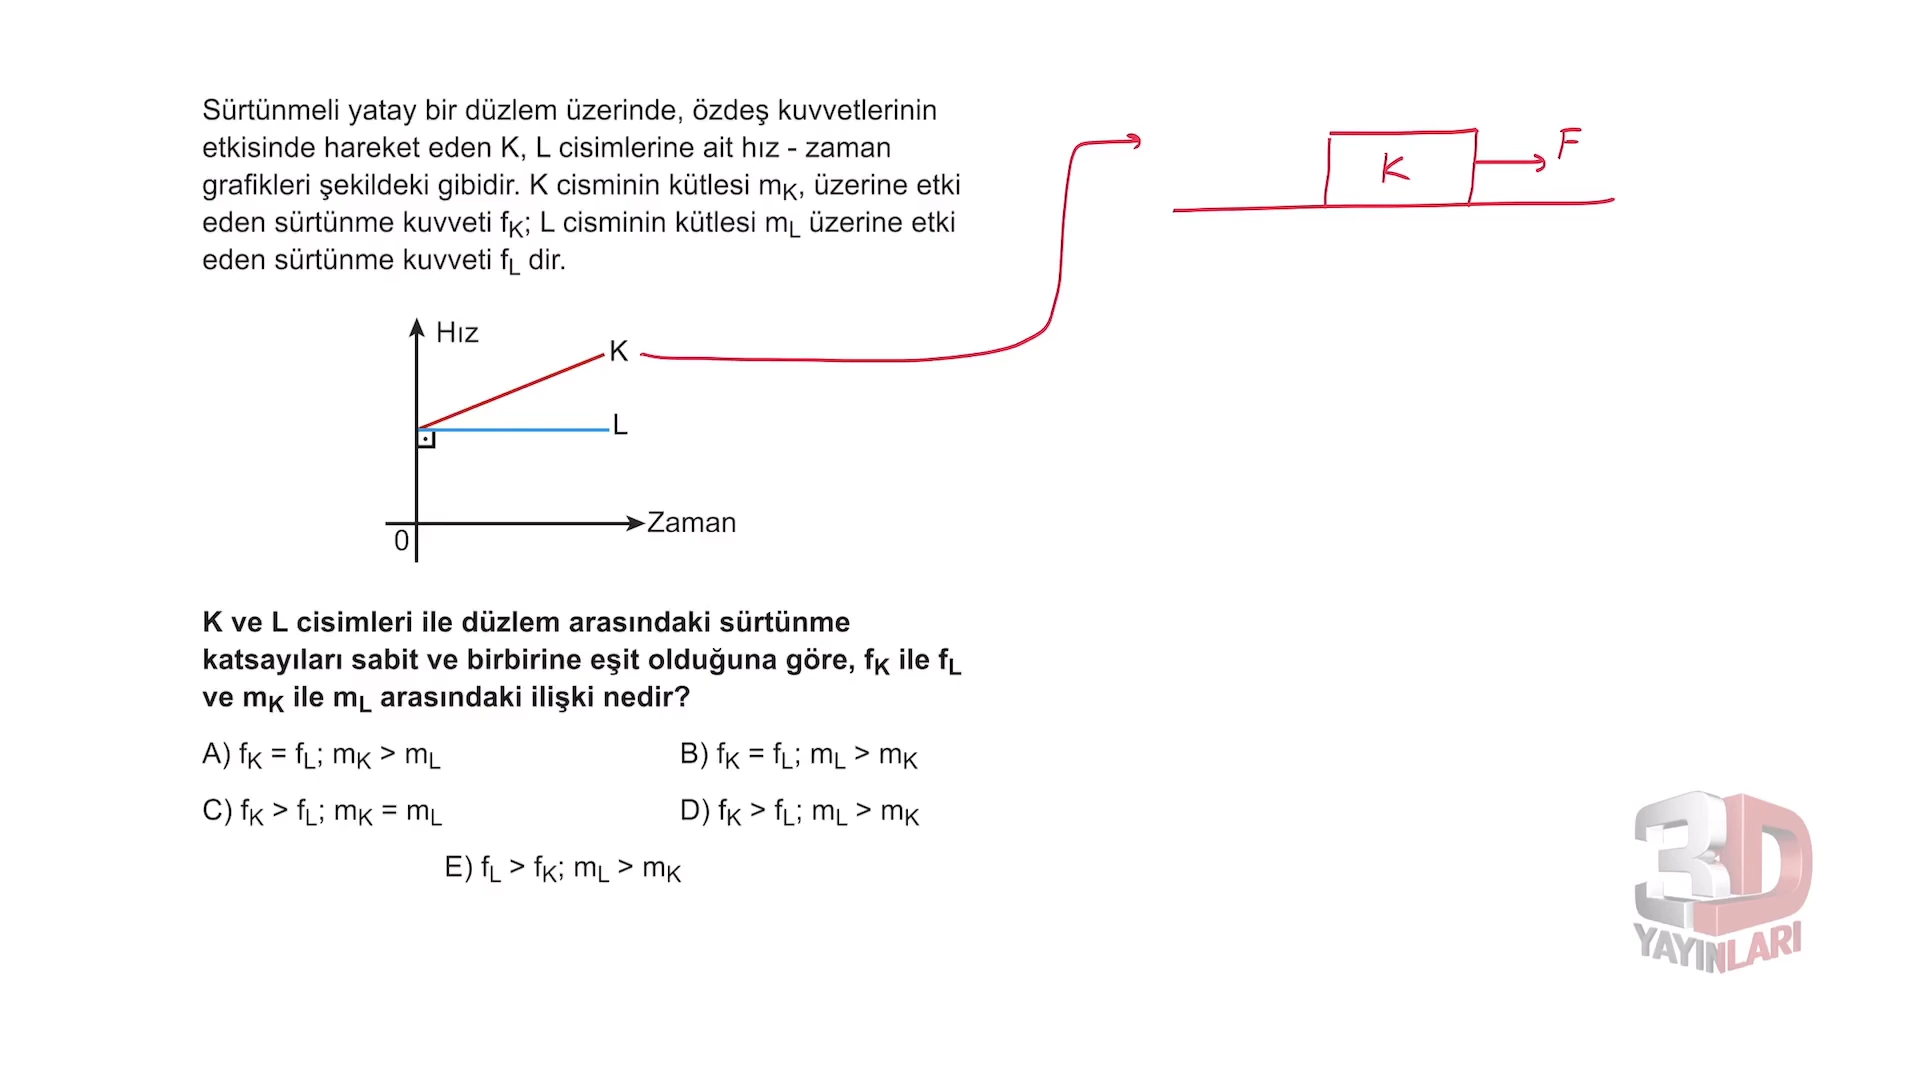 Sürtünmeli yatay bir düzlem üzerinde, özdeş kuvvetlerinin
etkisinde hareket eden K, L cisimlerine ait hız - zaman
grafikleri şekildeki gibidir. K cisminin kütlesi mK, üzerine etki
eden sürtünme kuvveti fK; L cisminin kütlesi mL üzerine etki
eden sürtünme kuvveti fL dir.
K
F
Hız
K
L
Zaman
0
K ve L cisimleri ile düzlem arasındaki sürtünme
katsayıları sabit ve birbirine eşit olduğuna göre, fK ile fL
ve mK ile mL arasındaki ilişki nedir?
A) fK = fL; mK > mL
B) fK = fL; mL > mK
C) fK > fL; mK = mL
D) fK > fL; mL > mK
E) fL > fK; mL > mK
3D
YAYINLARI